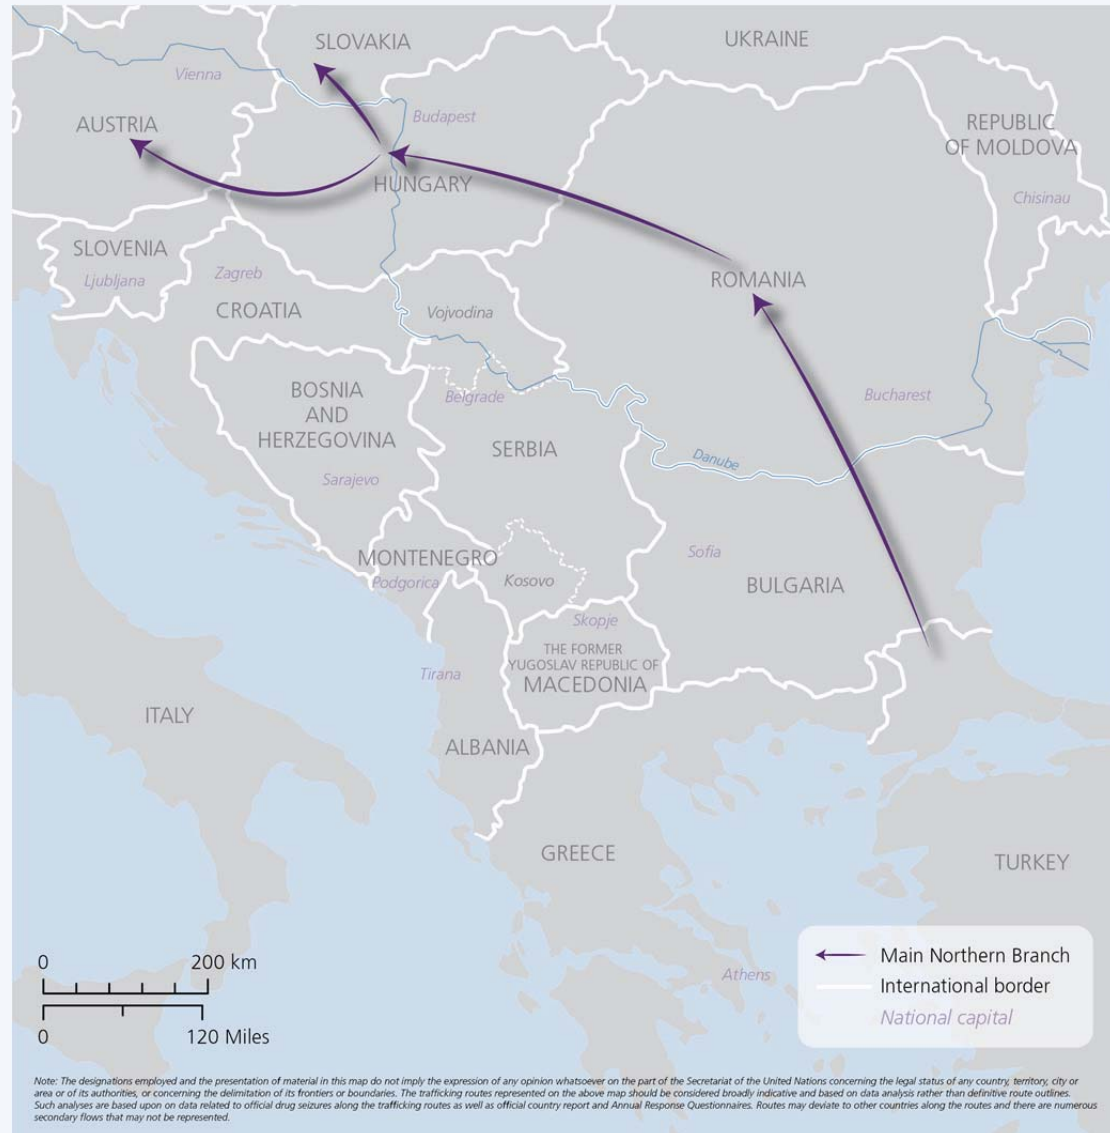 SLOVAKIA
UKRAINE
Vienna
Budapest
AUSTRIA
REPUBLIC
OF MOLDOVA
HUNGARY
Chisinau
SLOVENIA
Ljubljana
Zagreb
ROMANIA
CROATIA
Vojvodina
BOSNIA
AND
HERZEGOVINA
Belgrade
Bucharest
SERBIA
Danube
Sarajevo
MONTENEGRO
Podgorica
Kosovo
Sofia
BULGARIA
Skopje
THE FORMER
YUGOSLAV REPUBLIC OF
MACEDONIA
Tirana
ITALY
ALBANIA
GREECE
TURKEY
Athens
0 200 km
0 120 Miles
Main Northern Branch
International border
National capital
Note: The designations employed and the presentation of material in this map do not imply the expression of any opinion whatsoever on the part of the Secretariat of the United Nations concerning the legal status of any country, territory, city or
area or of its authorities, or concerning the delimitation of its frontiers or boundaries. The trafficking routes represented on the above map should be considered broadly indicative and based on data analysis rather than definitive route outlines.
Such analyses are based upon on data related to official drug seizures along the trafficking routes as well as official country report and Annual Response Questionnaires. Routes may deviate to other countries along the routes and there are numerous
secondary flows that may not be represented.